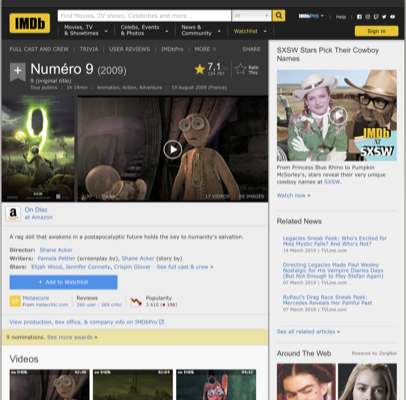 IMDb
Find Movies, TV shows, Celebrities and more...
All
IMDbPro
Help
Movies, TV & Showtimes
Celebs, Events & Photos
News & Community
Watchlist
Sign in
FULL CAST AND CREW | TRIVIA | USER REVIEWS | IMDbPro | MORE
SHARE
Numéro 9 (2009)
9 (original title)
Tous publics | 1h 19min | Animation, Action, Adventure | 19 August 2009 (France)
7,1
Rate This
17 VIDEOS
68 IMAGES
On Disc
at Amazon
A rag doll that awakens in a postapocalyptic future holds the key to humanity's salvation.
Director: Shane Acker
Writers: Pamela Pettler (screenplay by), Shane Acker (story by)
Stars: Elijah Wood, Jennifer Connelly, Crispin Glover | See full cast & crew »
+ Add to Watchlist
Metascore
From metacritic.com
Reviews
260 user | 269 critic
Popularity
View production, box office, & company info on IMDbPro
9 nominations. See more awards »
Videos
SXSW Stars Pick Their Cowboy Names
IMDb
at
SXSW
From Phoenix Blue Rhino to Pumpkin McSorley's, stars reveal their very unique cowboy names at SXSW.
Watch now »
Related News
Legacies Sneak Peek: Who's Excited for Miss Mystic Falls? And Who's Not?
14 March 2019 | TVLine.com
Directing Legacies Made Paul Wesley Nostalgic for His Vampire Diaries Days (But Not Enough to Play Stefan Again)
07 March 2019 | TVLine.com
RuPaul's Drag Race Sneak Peek: Mercedes Reveals Her Painful Past
07 March 2019 | TVLine.com
See all related articles »
Around The Web
Powered by ZergNet